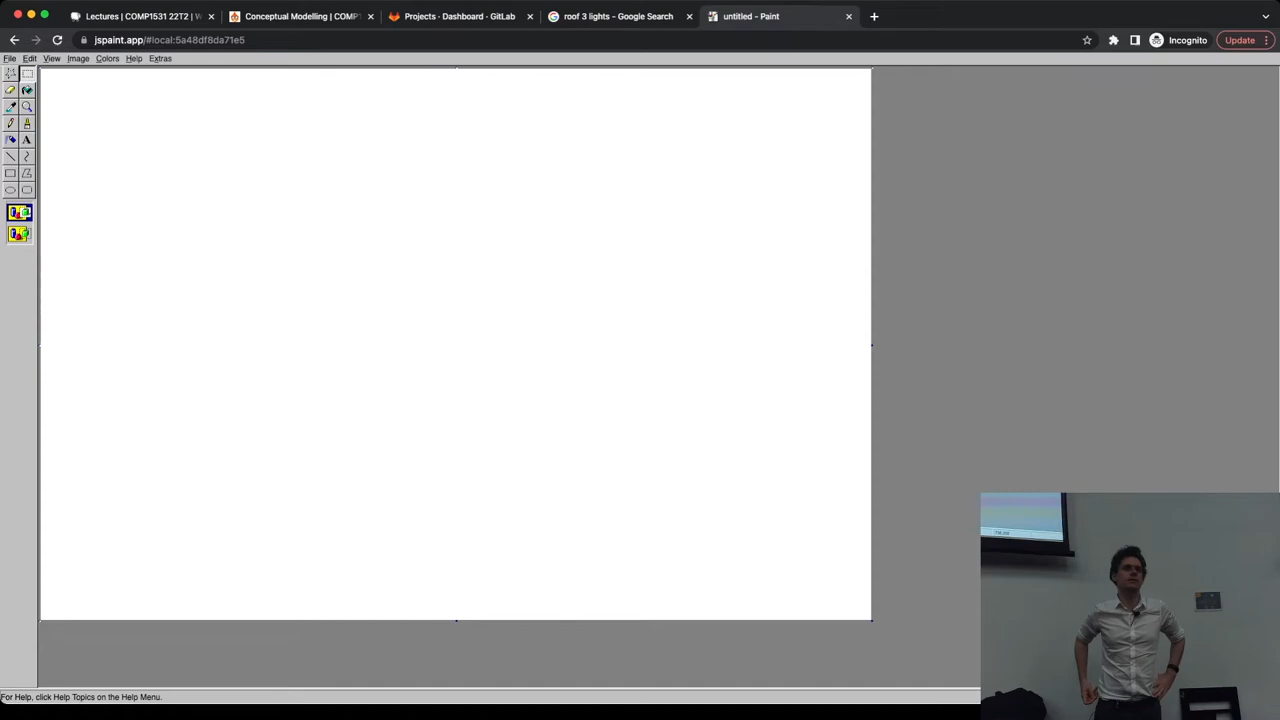 Lectures | COMP1531 22T2 | W
Conceptual Modelling | COMP1
Projects · Dashboard · GitLab
roof 3 lights - Google Search
untitled - Paint
jspaint.app/#local:5a48df8da71e5
Incognito
Update
File Edit View Image Colors Help Extras
A
For Help, click Help Topics on the Help Menu.